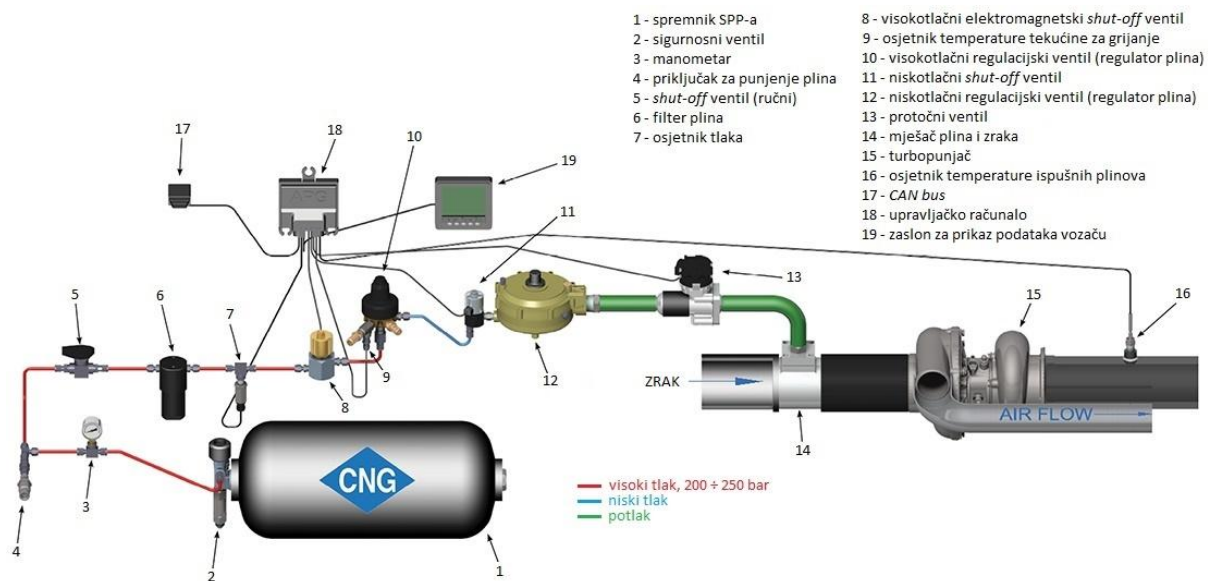 1 - spremnik SPP-a
2 - sigurnosni ventil
3 - manometar
4 - priključak za punjenje plina
5 - shut-off ventil (ručni)
6 - filter plina
7 - osjetnik tlaka
8 - visokotlačni elektromagnetski shut-off ventil
9 - osjetnik temperature tekućine za grijanje
10 - visokotlačni regulacijski ventil (regulator plina)
11 - niskotlačni shut-off ventil
12 - niskotlačni regulacijski ventil (regulator plina)
13 - protočni ventil
14 - mješač plina i zraka
15 - turbopunjač
16 - osjetnik temperature ispušnih plinova
17 - CAN bus
18 - upravljačko računalo
19 - zaslon za prikaz podataka vozaču
17
18
10
19
APG
11
13
5
6
7
15
16
12
9
8
ZRAK
AIR FLOW
14
3
CNG
visoki tlak, 200 ÷ 250 bar
niski tlak
potlak
4
2
1